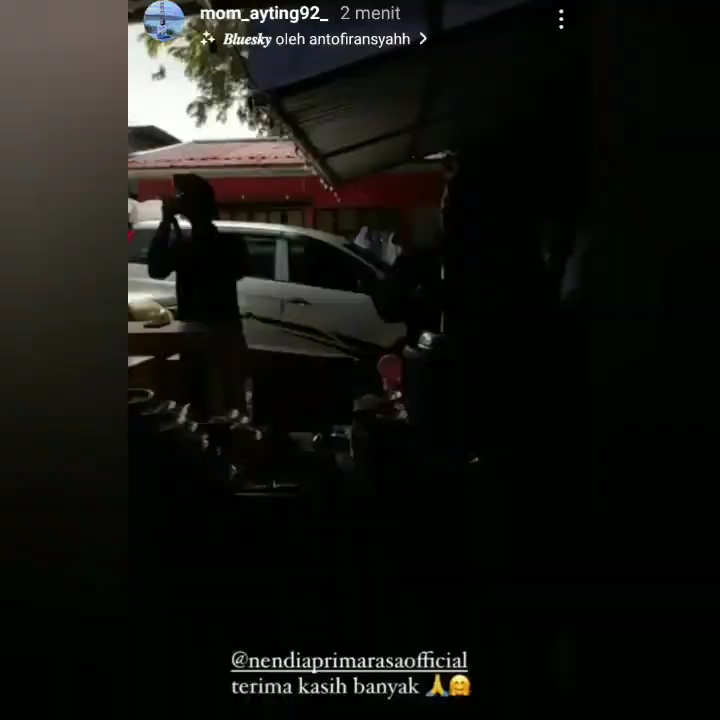 mom_ayting92_ 2 menit
✨ Bluesky oleh antofiransyahh >
@nendiaprimarasaofficial
terima kasih banyak 🙏🤗